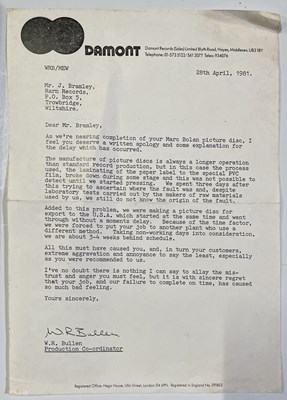 DAMONT
Damont Records (Sales) Limited Blyth Road, Hayes, Middlesex, UB3 1BY
Telephone: 01-573 5122/
WRB/MEW
28th April, 1981.
Mr. J. Bramley,
Rarn Records,
P.O. Box 5,
Trowbridge,
Wiltshire.
Dear Mr. Bramley,
As we're nearing completion of your Marc Bolan picture disc, I
feel you deserve a written apology and some explanation for
the delay which has occurred.
The manufacture of picture discs is always a longer operation
than standard record production, but in this case the process
used, the laminating of the paper label to the special PVC
film, broke down during some stage and this was not possible to
detect until we started pressing. We spent three days after
this trying to ascertain where the fault was and, despite
laboratory tests carried out by the makers of raw materials
used by us, we still do not know the origin of the fault.
Added to this problem, we were making a picture disc for
export to the U.S.A. which started at the same time and went
through without a moments delay. Because of the time factor,
we were forced to put your job to another plant who use a
different method. Taking non-working days into consideration,
we are about 3-4 weeks behind schedule.
All this must have caused you, and, in turn your customers,
extreme aggravation and annoyance to say the least, especially
as you were recommended to us.
I've no doubt there is nothing I can say to allay the mis-
trust and anger you must feel, but it is with sincere regret
that your job, and our failure to complete on time, has caused
so much bad feeling.
Yours sincerely,
W R Bullen
W.R. Bullen
Production Co-ordinator
Registered Office: